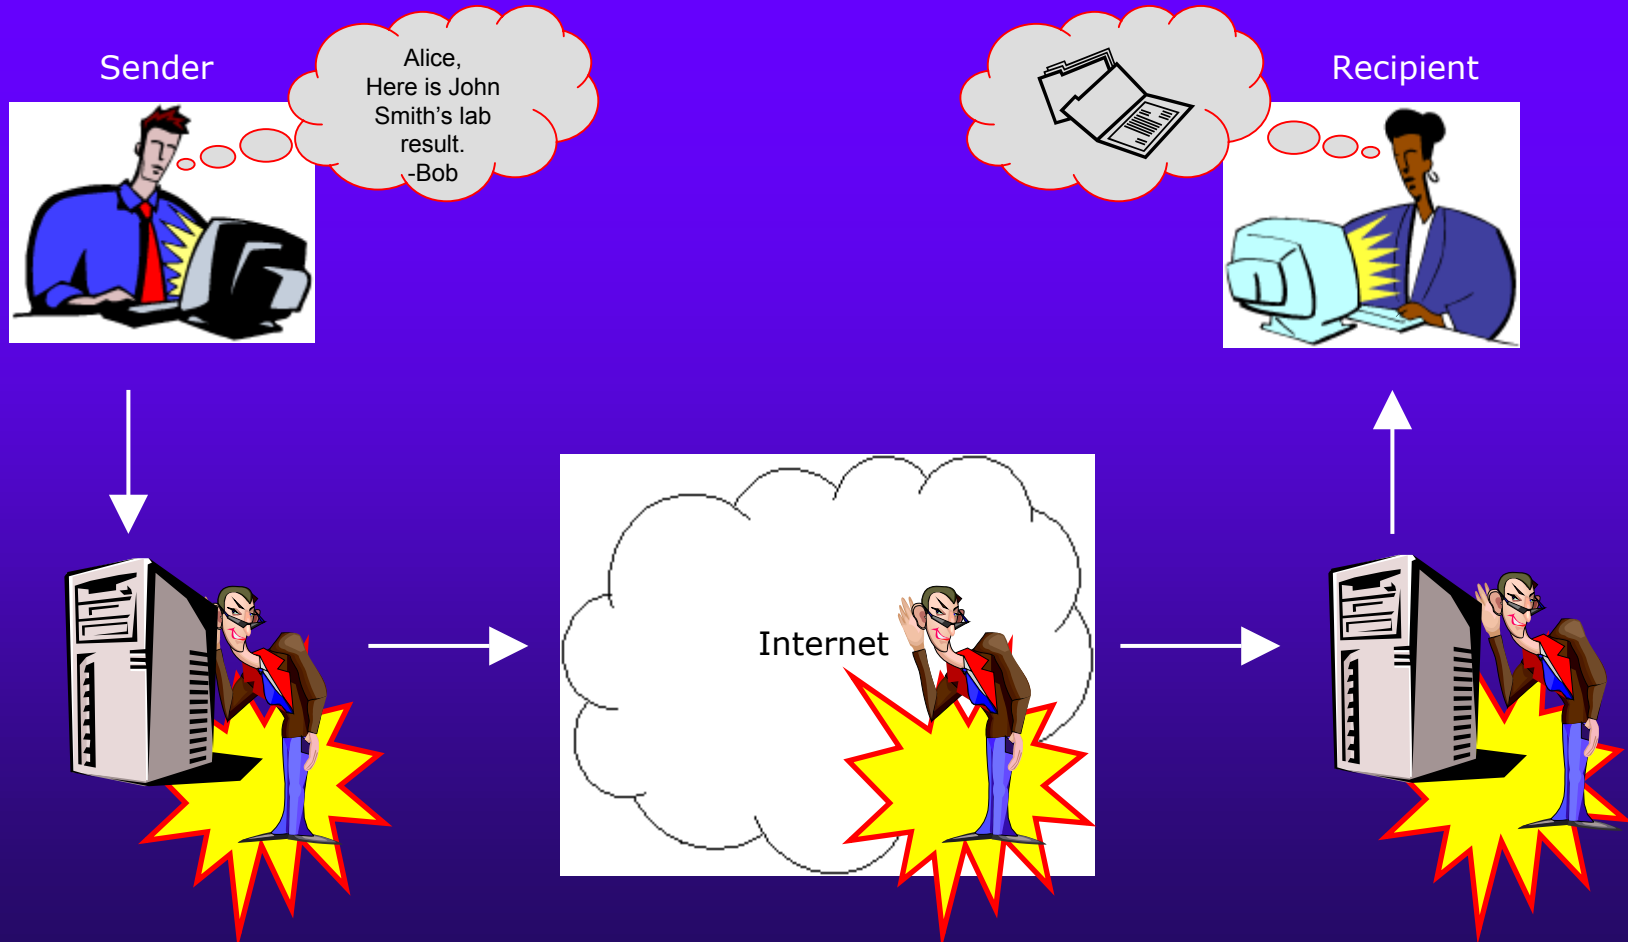 Sender
Alice,
Here is John
Smith's lab
result.
-Bob
Recipient
Internet